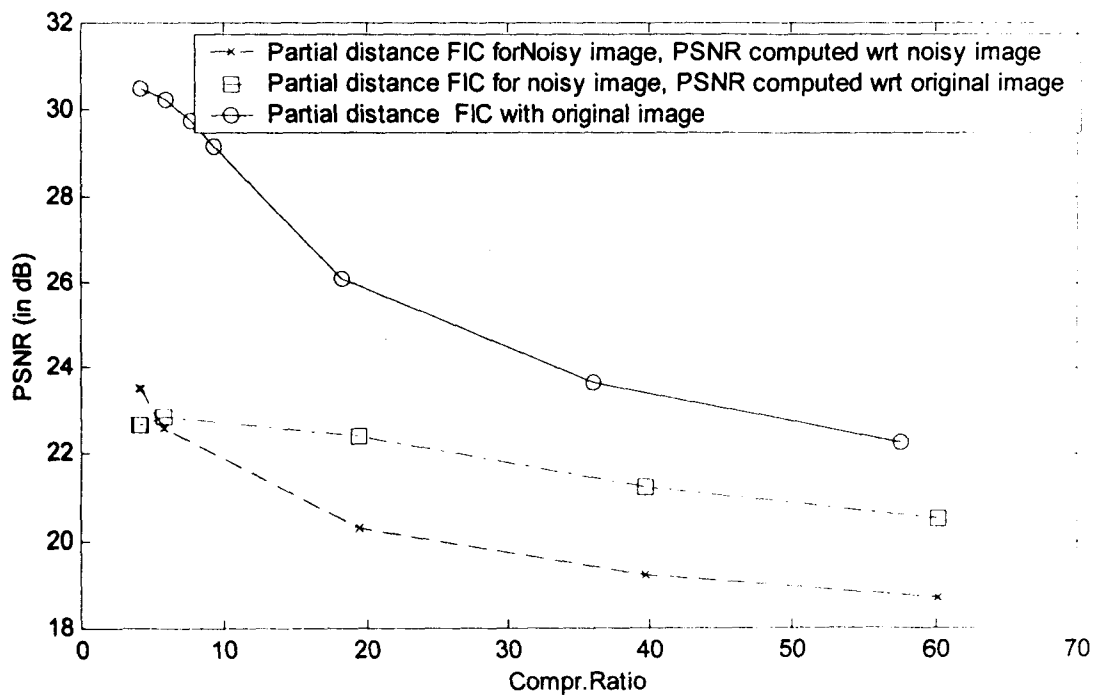 32
30
28
26
24
22
20
18
PSNR (in dB)
Partial distance FIC forNoisy image, PSNR computed wrt noisy image
Partial distance FIC for noisy image, PSNR computed wrt original image
Partial distance FIC with original image
0 10 20 30 40 50 60 70
Compr.Ratio